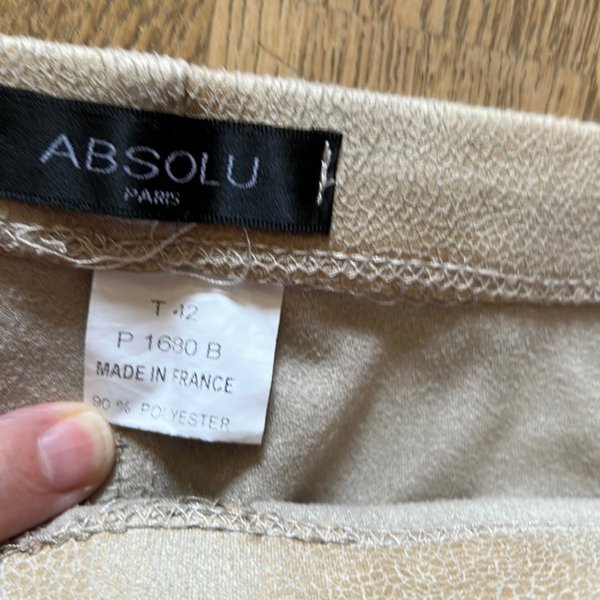 ABSOLU
PARIS
T 42
P 1680 B
MADE IN FRANCE
90 % POLYESTER